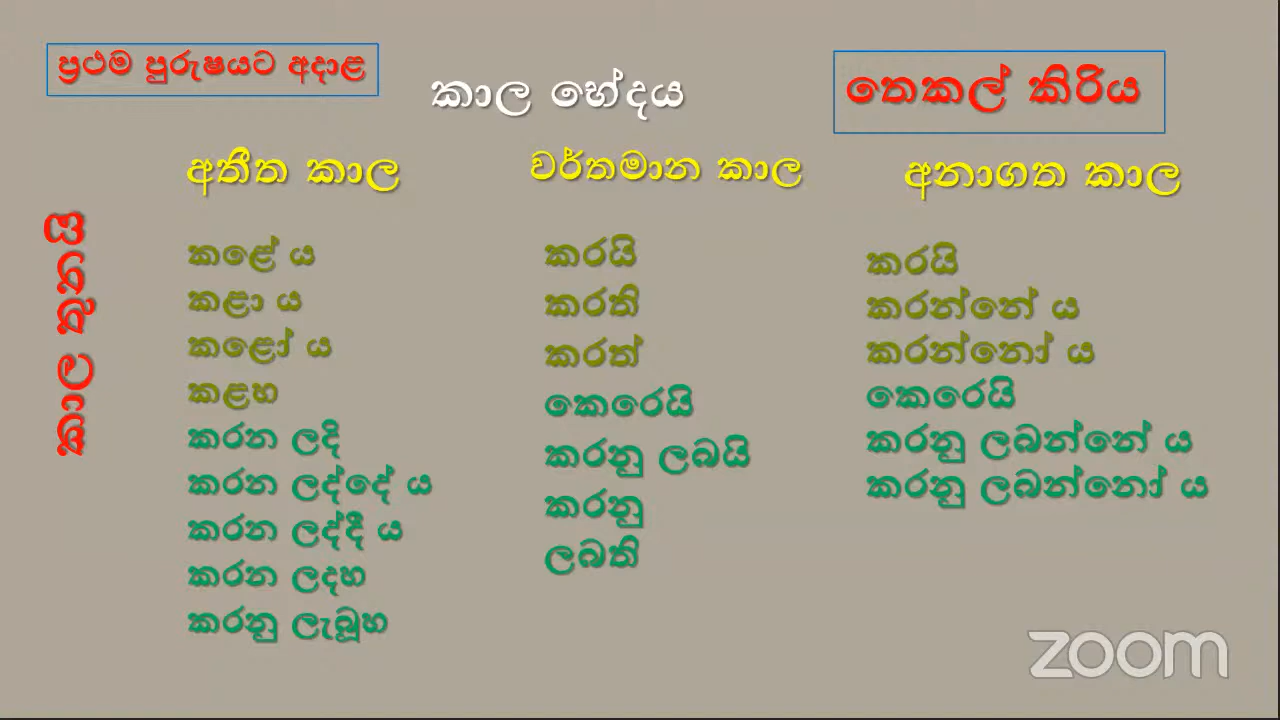 ප්‍රථම පුරුෂයට අදාළ
කාල භේදය
තෙකල් කිරිය
කාල තුනයි
අතීත කාල
කළේ ය
කළා ය
කළෝ ය
කළහ
කරන ලදි
කරන ලද්දේ ය
කරන ලද්දී ය
කරන ලදහ
කරනු ලැබූහ
වර්තමාන කාල
කරයි
කරති
කරත්
කෙරෙයි
කරනු ලබයි
කරනු
ලබති
අනාගත කාල
කරයි
කරන්නේ ය
කරන්නෝ ය
කෙරෙයි
කරනු ලබන්නේ ය
කරනු ලබන්නෝ ය
zoom